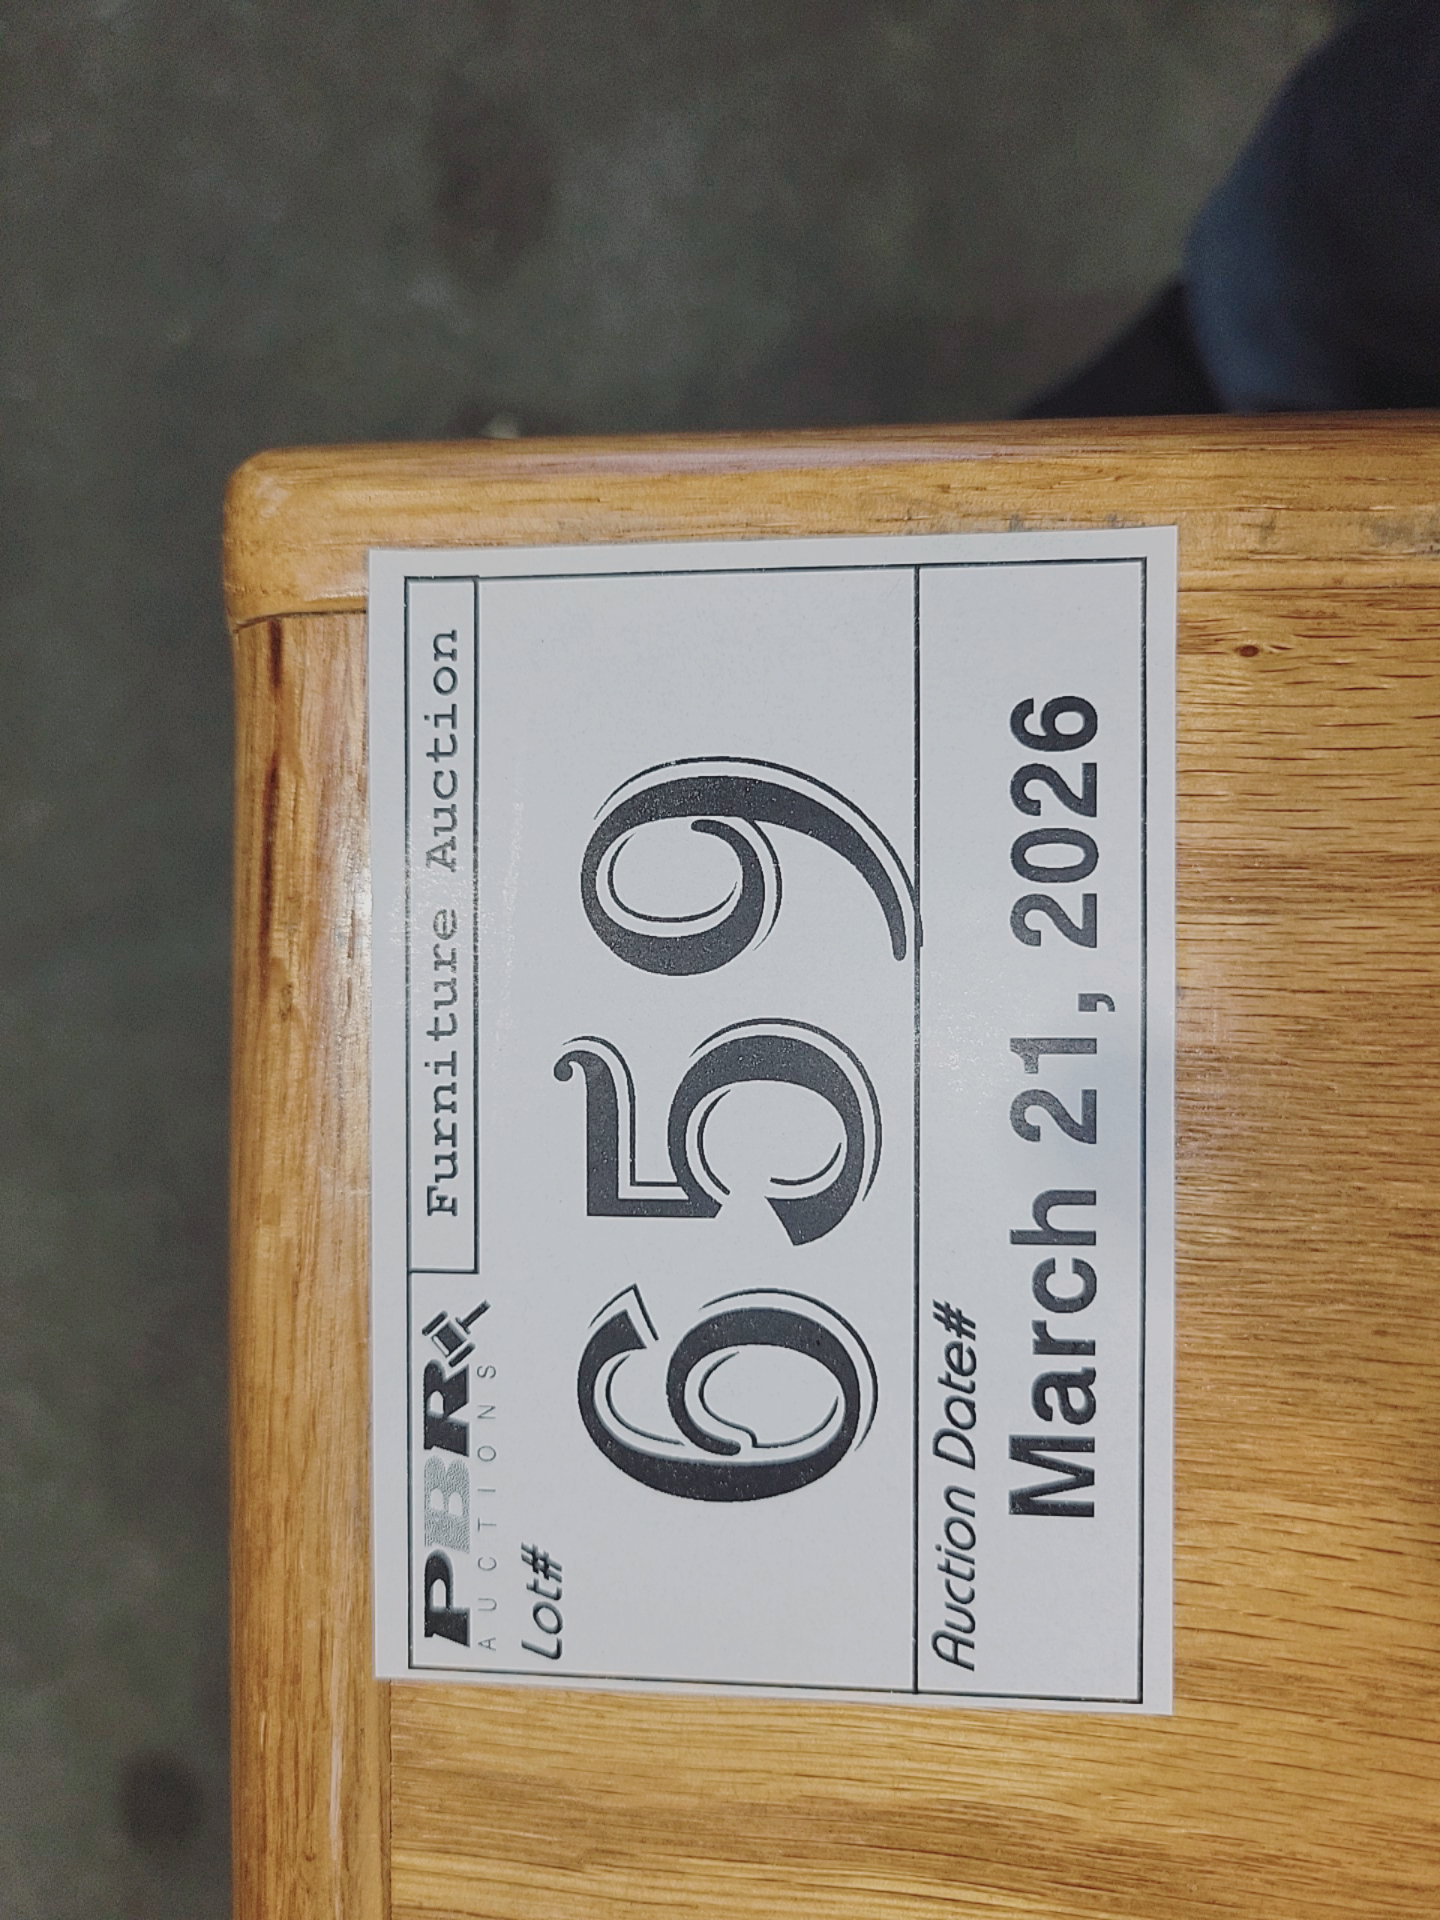 PBR
AUCTIONS
Furniture Auction
Lot#
659
Auction Date#
March 21, 2026